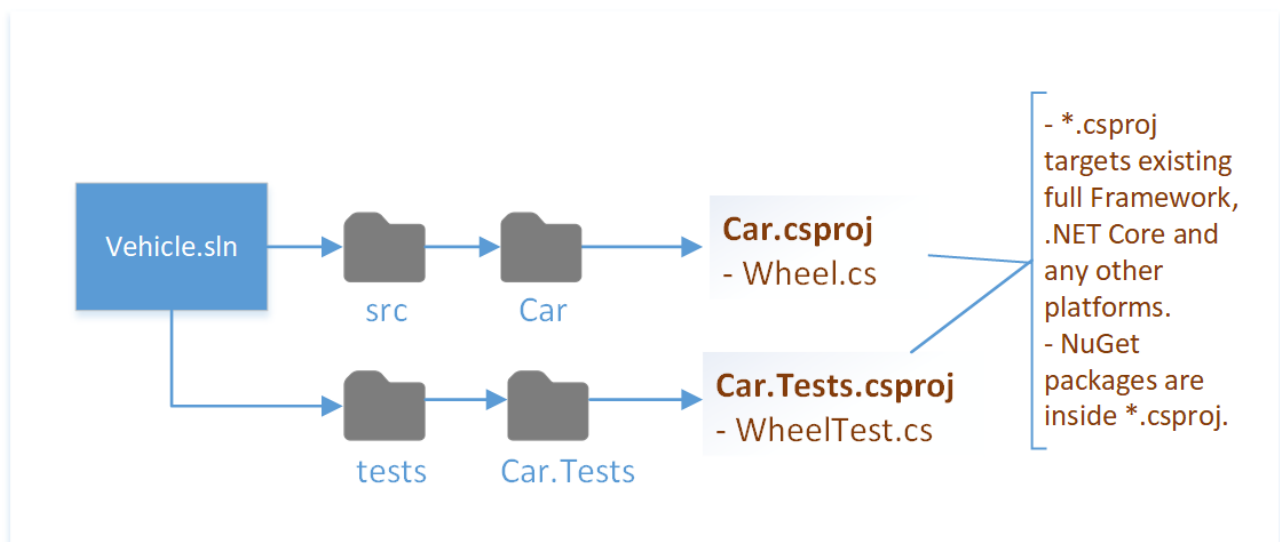 Vehicle.sln
src
Car
Car.csproj
- Wheel.cs
tests
Car.Tests
Car.Tests.csproj
- WheelTest.cs
- *.csproj
targets existing
full Framework,
.NET Core and
any other
platforms.
- NuGet
packages are
inside *.csproj.